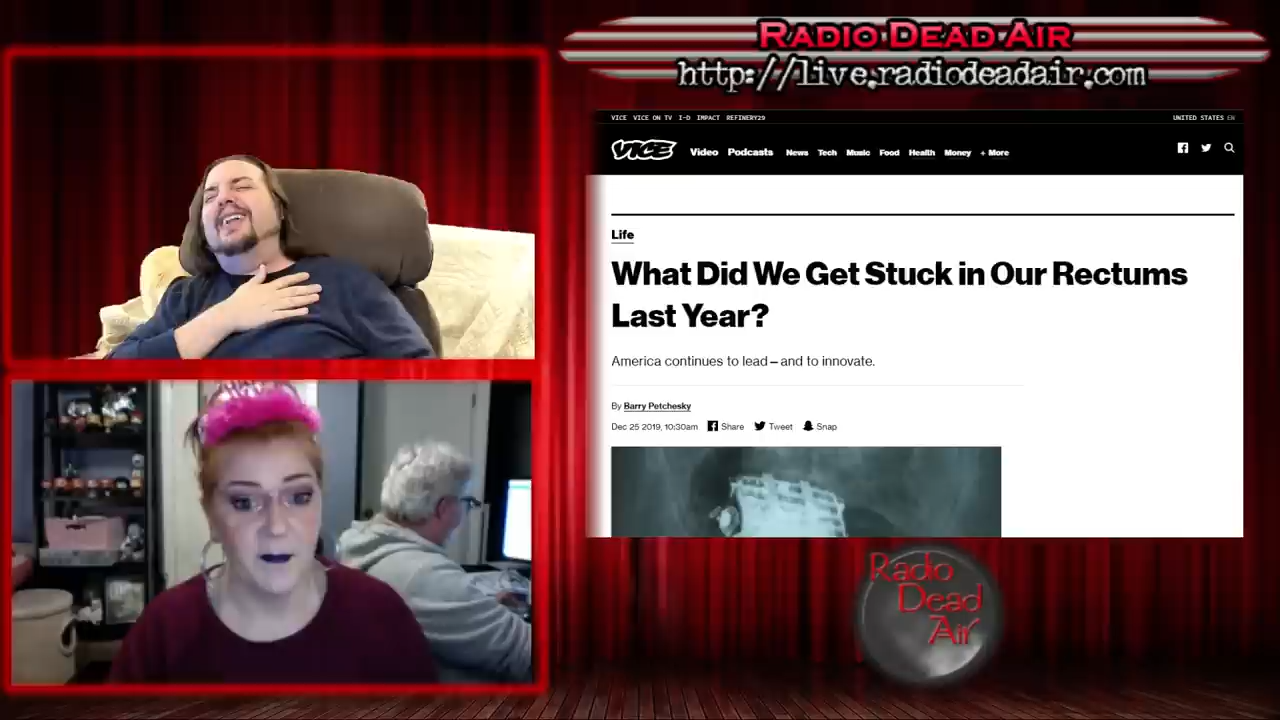 RADIO DEAD AIR
http://live.radiodeadair.com
VICE VICE ON TV I-D IMPACT REFINERY29 UNITED STATES EN
VICE Video Podcasts News Tech Music Food Health Money + More
Life
What Did We Get Stuck in Our Rectums
Last Year?
America continues to lead—and to innovate.
By Barry Petchesky
Dec 25 2019, 10:30am Share Tweet Snap
Radio
Dead
Air